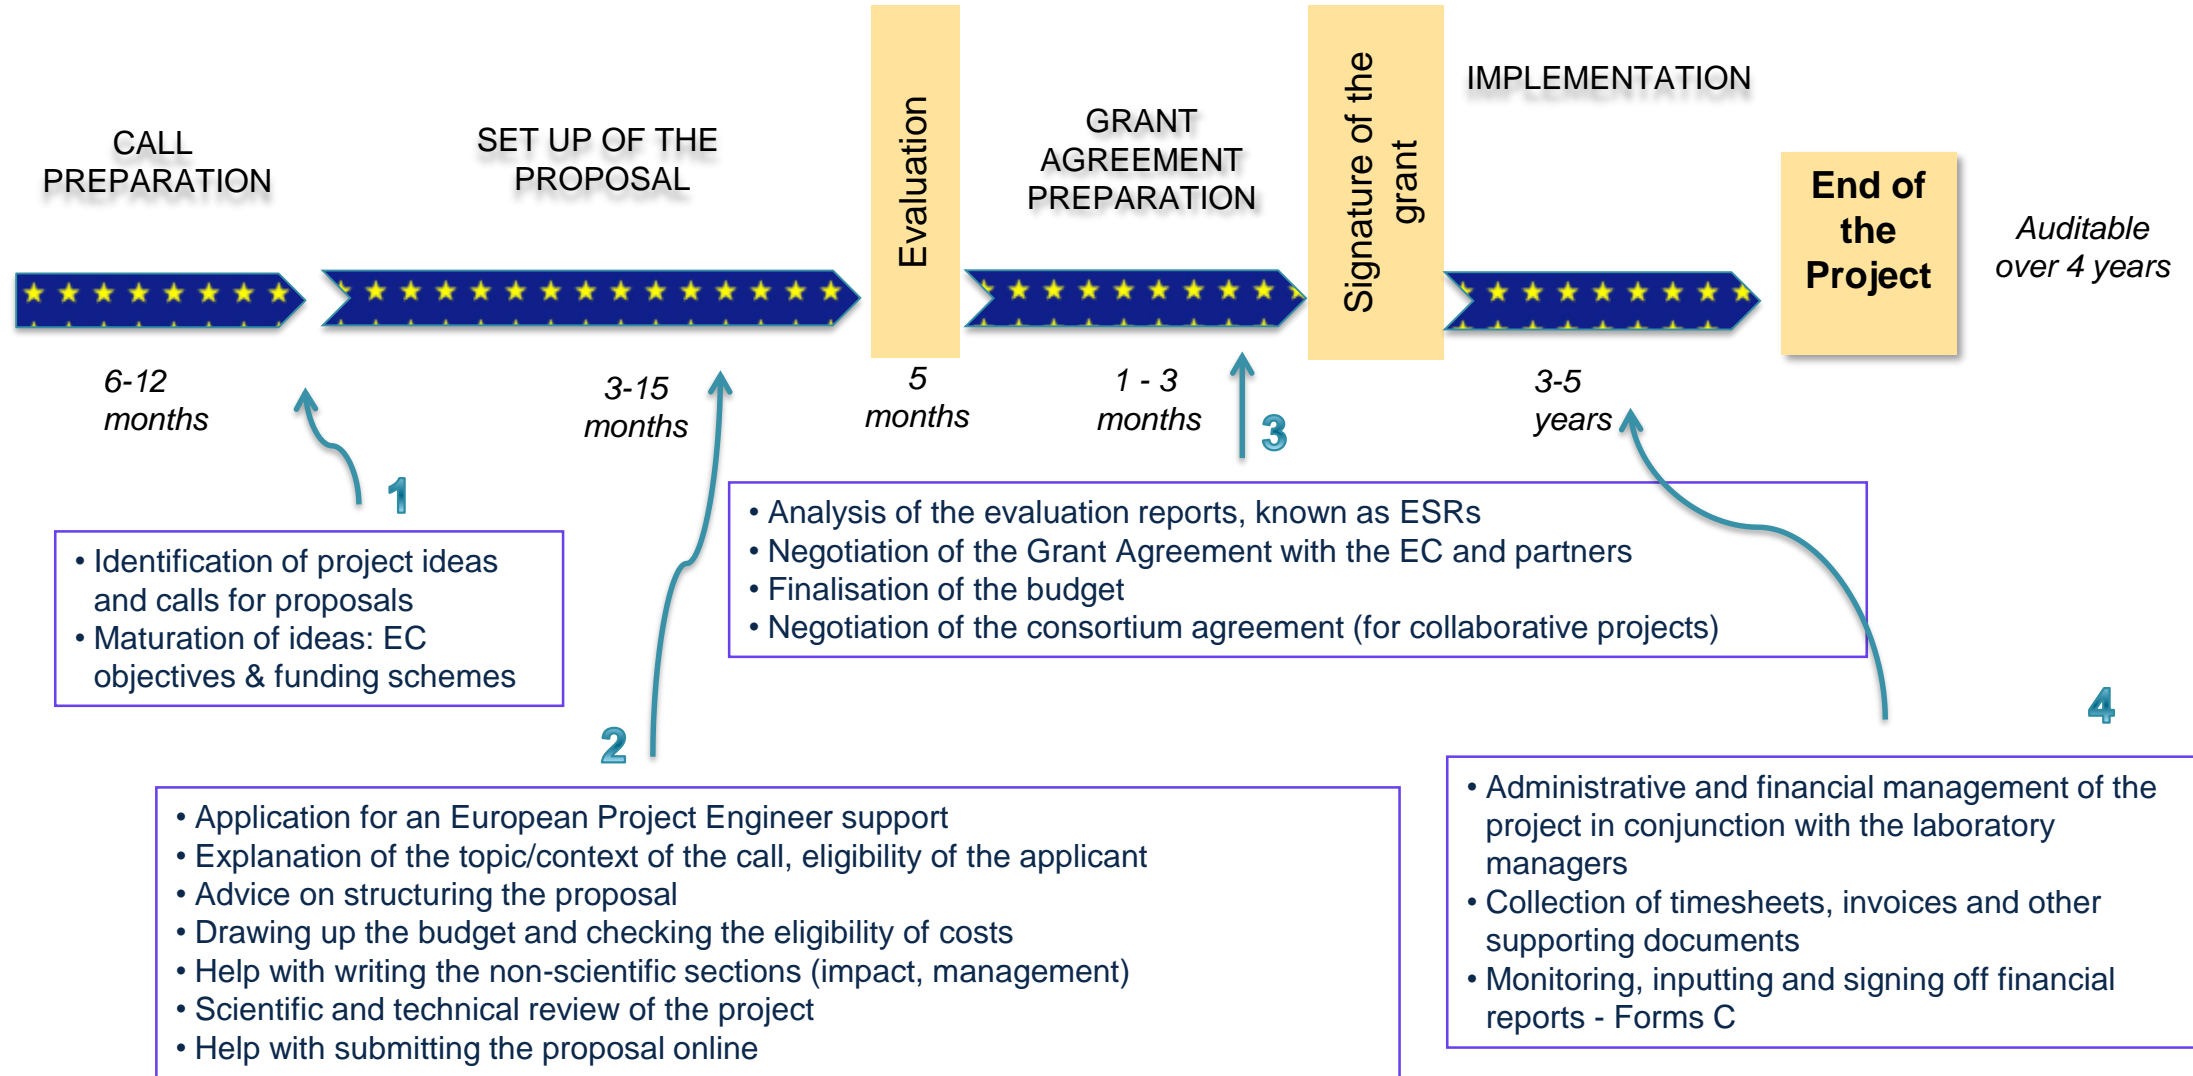 CALL
PREPARATION
SET UP OF THE
PROPOSAL
Evaluation
GRANT
AGREEMENT
PREPARATION
Signature of the
grant
IMPLEMENTATION
End of
the
Project
Auditable
over 4 years
6-12
months
3-15
months
5
months
1 - 3
months
3-5
years
1
• Identification of project ideas
and calls for proposals
• Maturation of ideas: EC
objectives & funding schemes
2
• Application for an European Project Engineer support
• Explanation of the topic/context of the call, eligibility of the applicant
• Advice on structuring the proposal
• Drawing up the budget and checking the eligibility of costs
• Help with writing the non-scientific sections (impact, management)
• Scientific and technical review of the project
• Help with submitting the proposal online
3
• Analysis of the evaluation reports, known as ESRs
• Negotiation of the Grant Agreement with the EC and partners
• Finalisation of the budget
• Negotiation of the consortium agreement (for collaborative projects)
4
• Administrative and financial management of the
project in conjunction with the laboratory
managers
• Collection of timesheets, invoices and other
supporting documents
• Monitoring, inputting and signing off financial
reports - Forms C